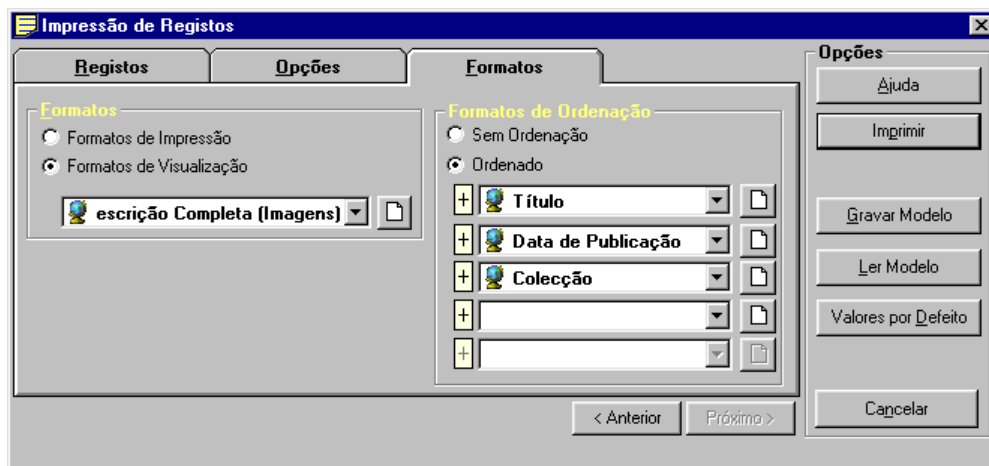 Impressão de Registos
Registos
Opções
Formatos
Formatos
Formatos de Impressão
Formatos de Visualização
escrição Completa (Imagens)
Formatos de Ordenação
Sem Ordenação
Ordenado
+ Título
+ Data de Publicação
+ Colecção
+
+
< Anterior
Próximo >
Opções
Ajuda
Imprimir
Gravar Modelo
Ler Modelo
Valores por Defeito
Cancelar